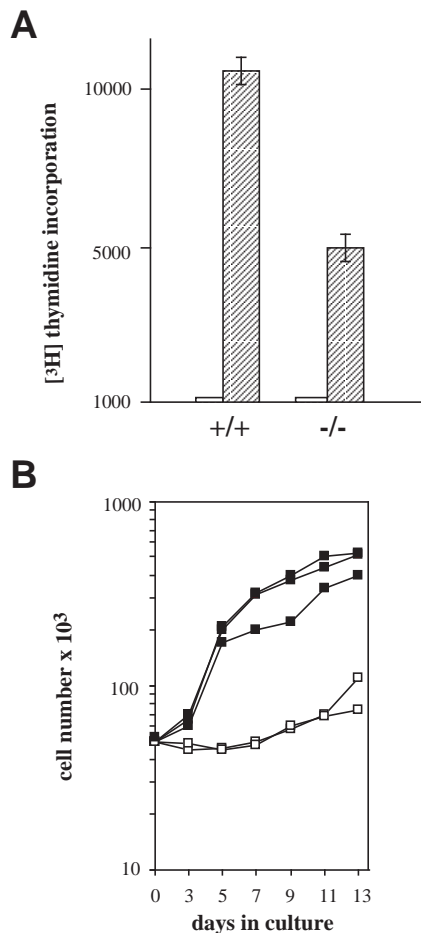 A
[³H] thymidine incorporation
10000
5000
1000
+/+ -/-
B
cell number x 10³
1000
100
10
0 3 5 7 9 11 13
days in culture